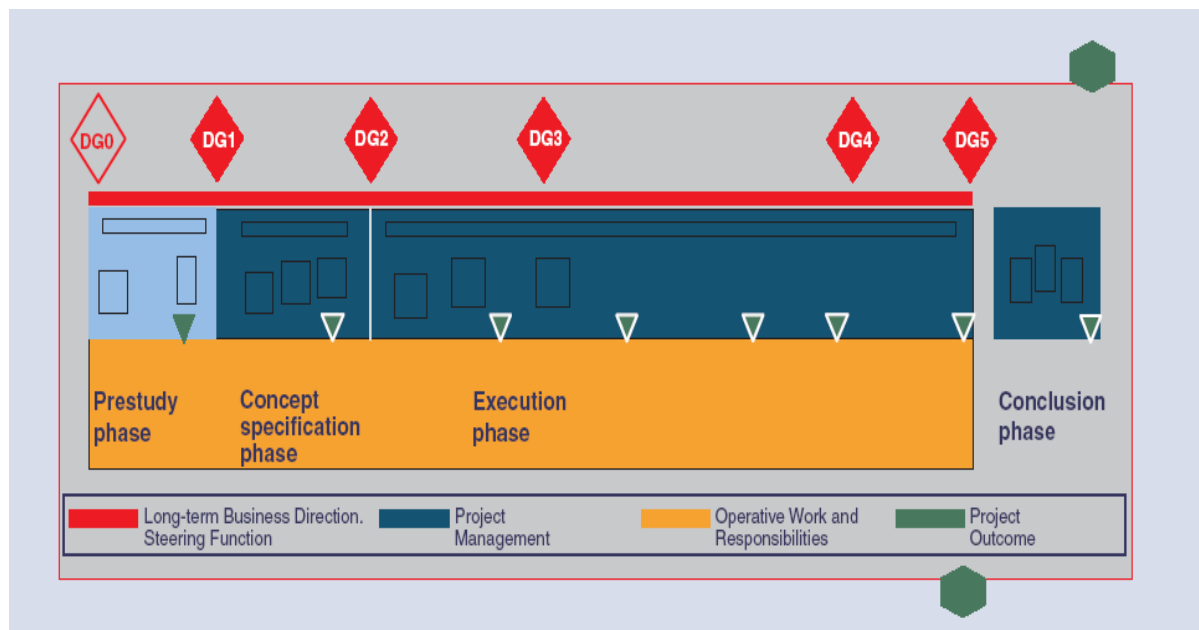 DG0
DG1
DG2
DG3
DG4
DG5
Prestudy
phase
Concept
specification
phase
Execution
phase
Conclusion
phase
Long-term Business Direction.
Steering Function
Project
Management
Operative Work and
Responsibilities
Project
Outcome